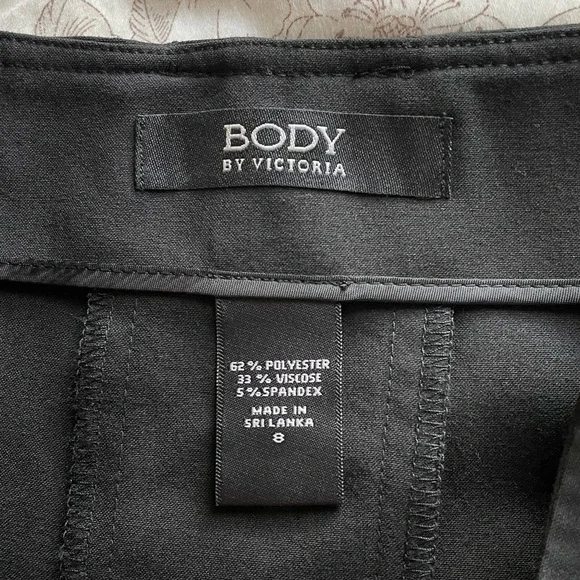 BODY
BY VICTORIA
62 % POLYESTER
33 % VISCOSE
5 % SPANDEX
MADE IN
SRI LANKA
8